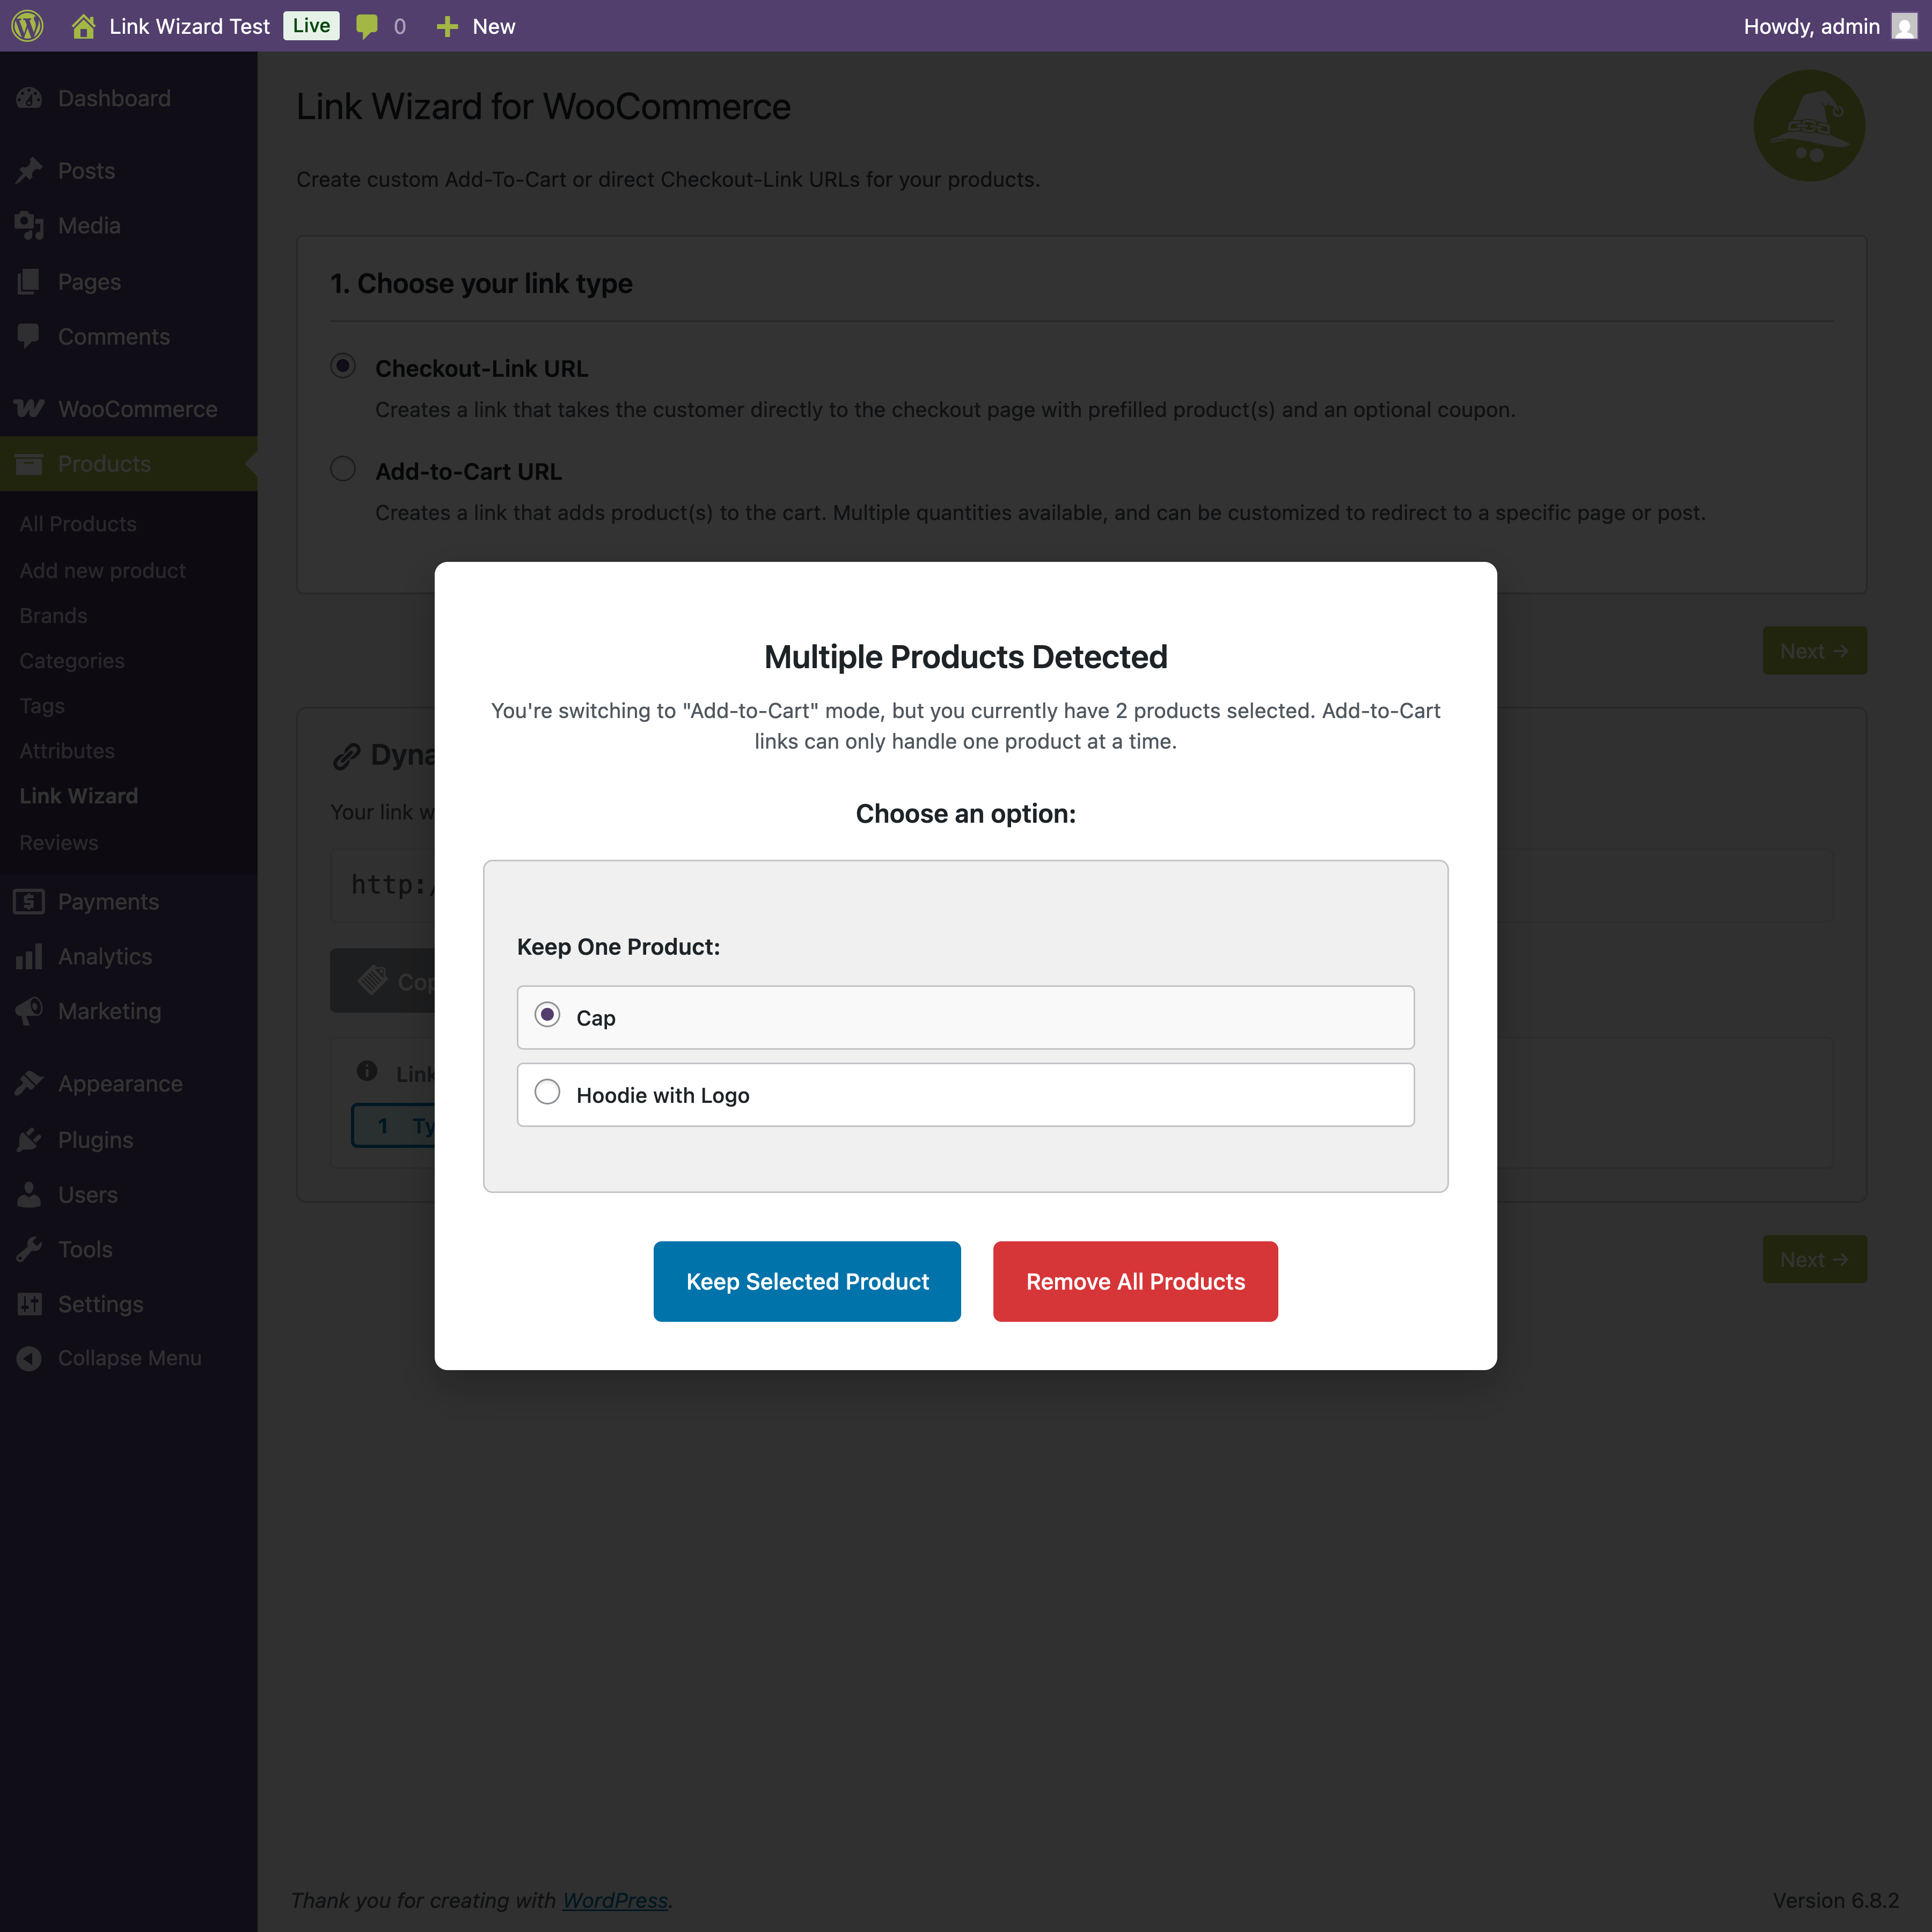 Link Wizard Test Live 0 New
Howdy, admin
Dashboard
Posts
Media
Pages
Comments
WooCommerce
Products
All Products
Add new product
Brands
Categories
Tags
Attributes
Link Wizard
Reviews
Payments
Analytics
Marketing
Appearance
Plugins
Users
Tools
Settings
Collapse Menu
Link Wizard for WooCommerce
Create custom Add-To-Cart or direct Checkout-Link URLs for your products.
1. Choose your link type
Checkout-Link URL
Creates a link that takes the customer directly to the checkout page with prefilled product(s) and an optional coupon.
Add-to-Cart URL
Creates a link that adds product(s) to the cart. Multiple quantities available, and can be customized to redirect to a specific page or post.
Next →
Dyna
Your link w
http:/
Cop
Link
1 Ty
Next →
Multiple Products Detected
You're switching to "Add-to-Cart" mode, but you currently have 2 products selected. Add-to-Cart
links can only handle one product at a time.
Choose an option:
Keep One Product:
Cap
Hoodie with Logo
Keep Selected Product
Remove All Products
Thank you for creating with WordPress.
Version 6.8.2